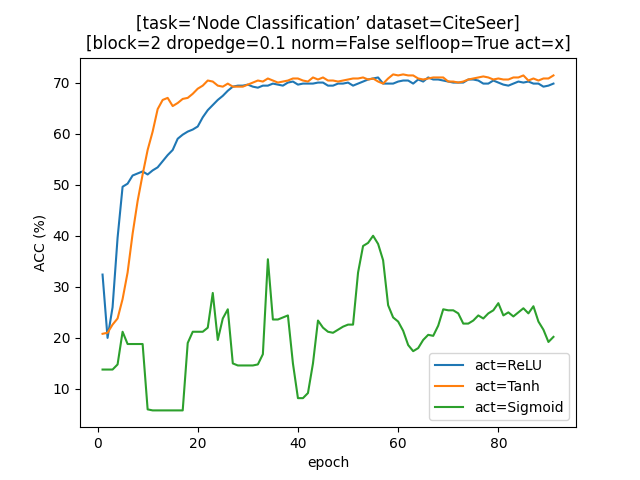 [task=‘Node Classification’ dataset=CiteSeer]
[block=2 dropedge=0.1 norm=False selfloop=True act=x]
70
60
50
40
30
20
10
ACC (%)
act=ReLU
act=Tanh
act=Sigmoid
0 20 40 60 80
epoch